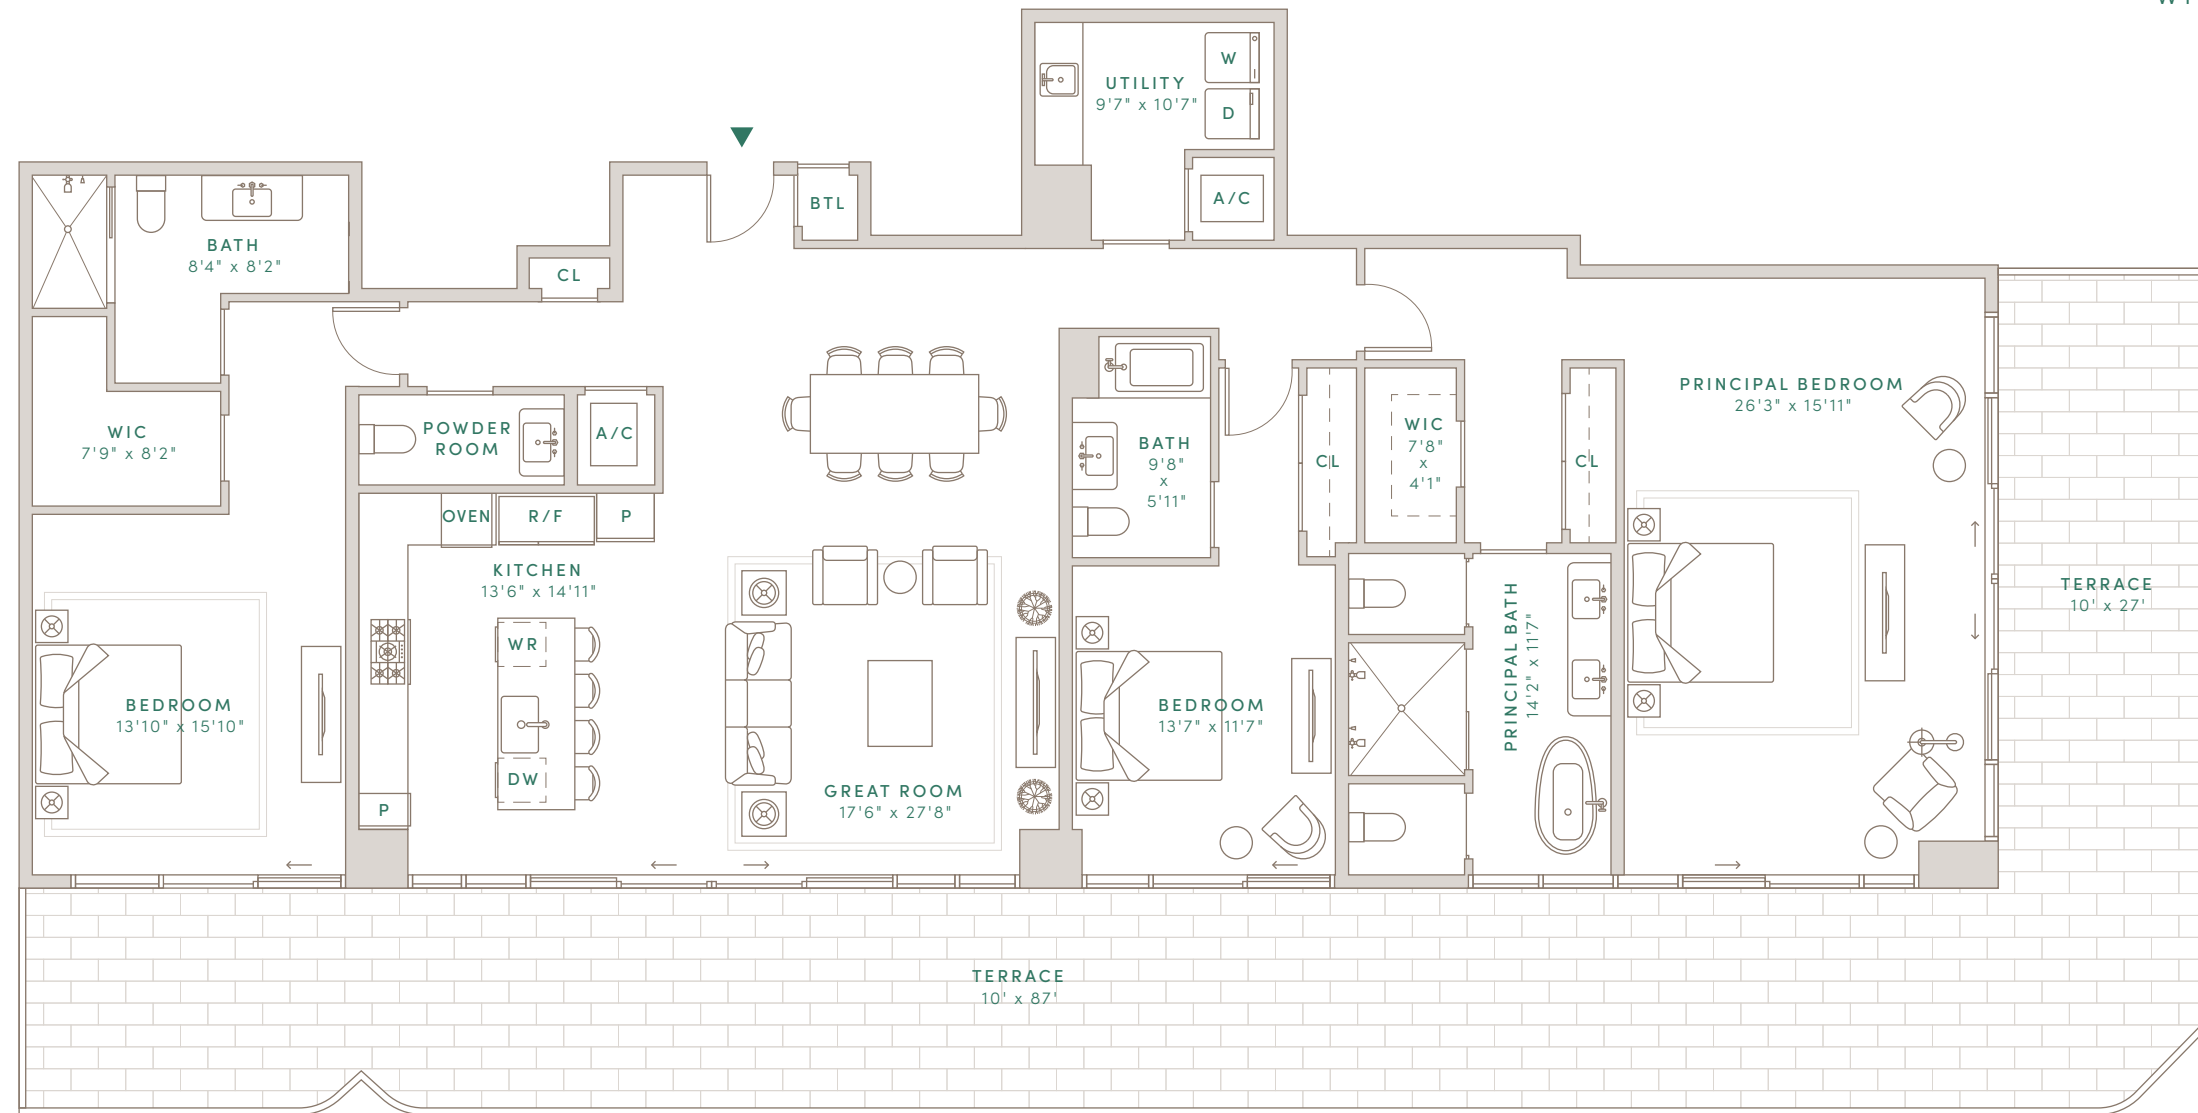 UTILITY
9'7" x 10'7"
W
D
A/C
BTL
BATH
8'4" x 8'2"
CL
WIC
7'9" x 8'2"
POWDER
ROOM
A/C
OVEN
R/F
P
KITCHEN
13'6" x 14'11"
WR
DW
P
BEDROOM
13'10" x 15'10"
GREAT ROOM
17'6" x 27'8"
BATH
9'8"
x
5'11"
CL
WIC
7'8"
x
4'1"
CL
BEDROOM
13'7" x 11'7"
PRINCIPAL BATH
14'2" x 11'7"
PRINCIPAL BEDROOM
26'3" x 15'11"
TERRACE
10' x 27'
TERRACE
10' x 87'